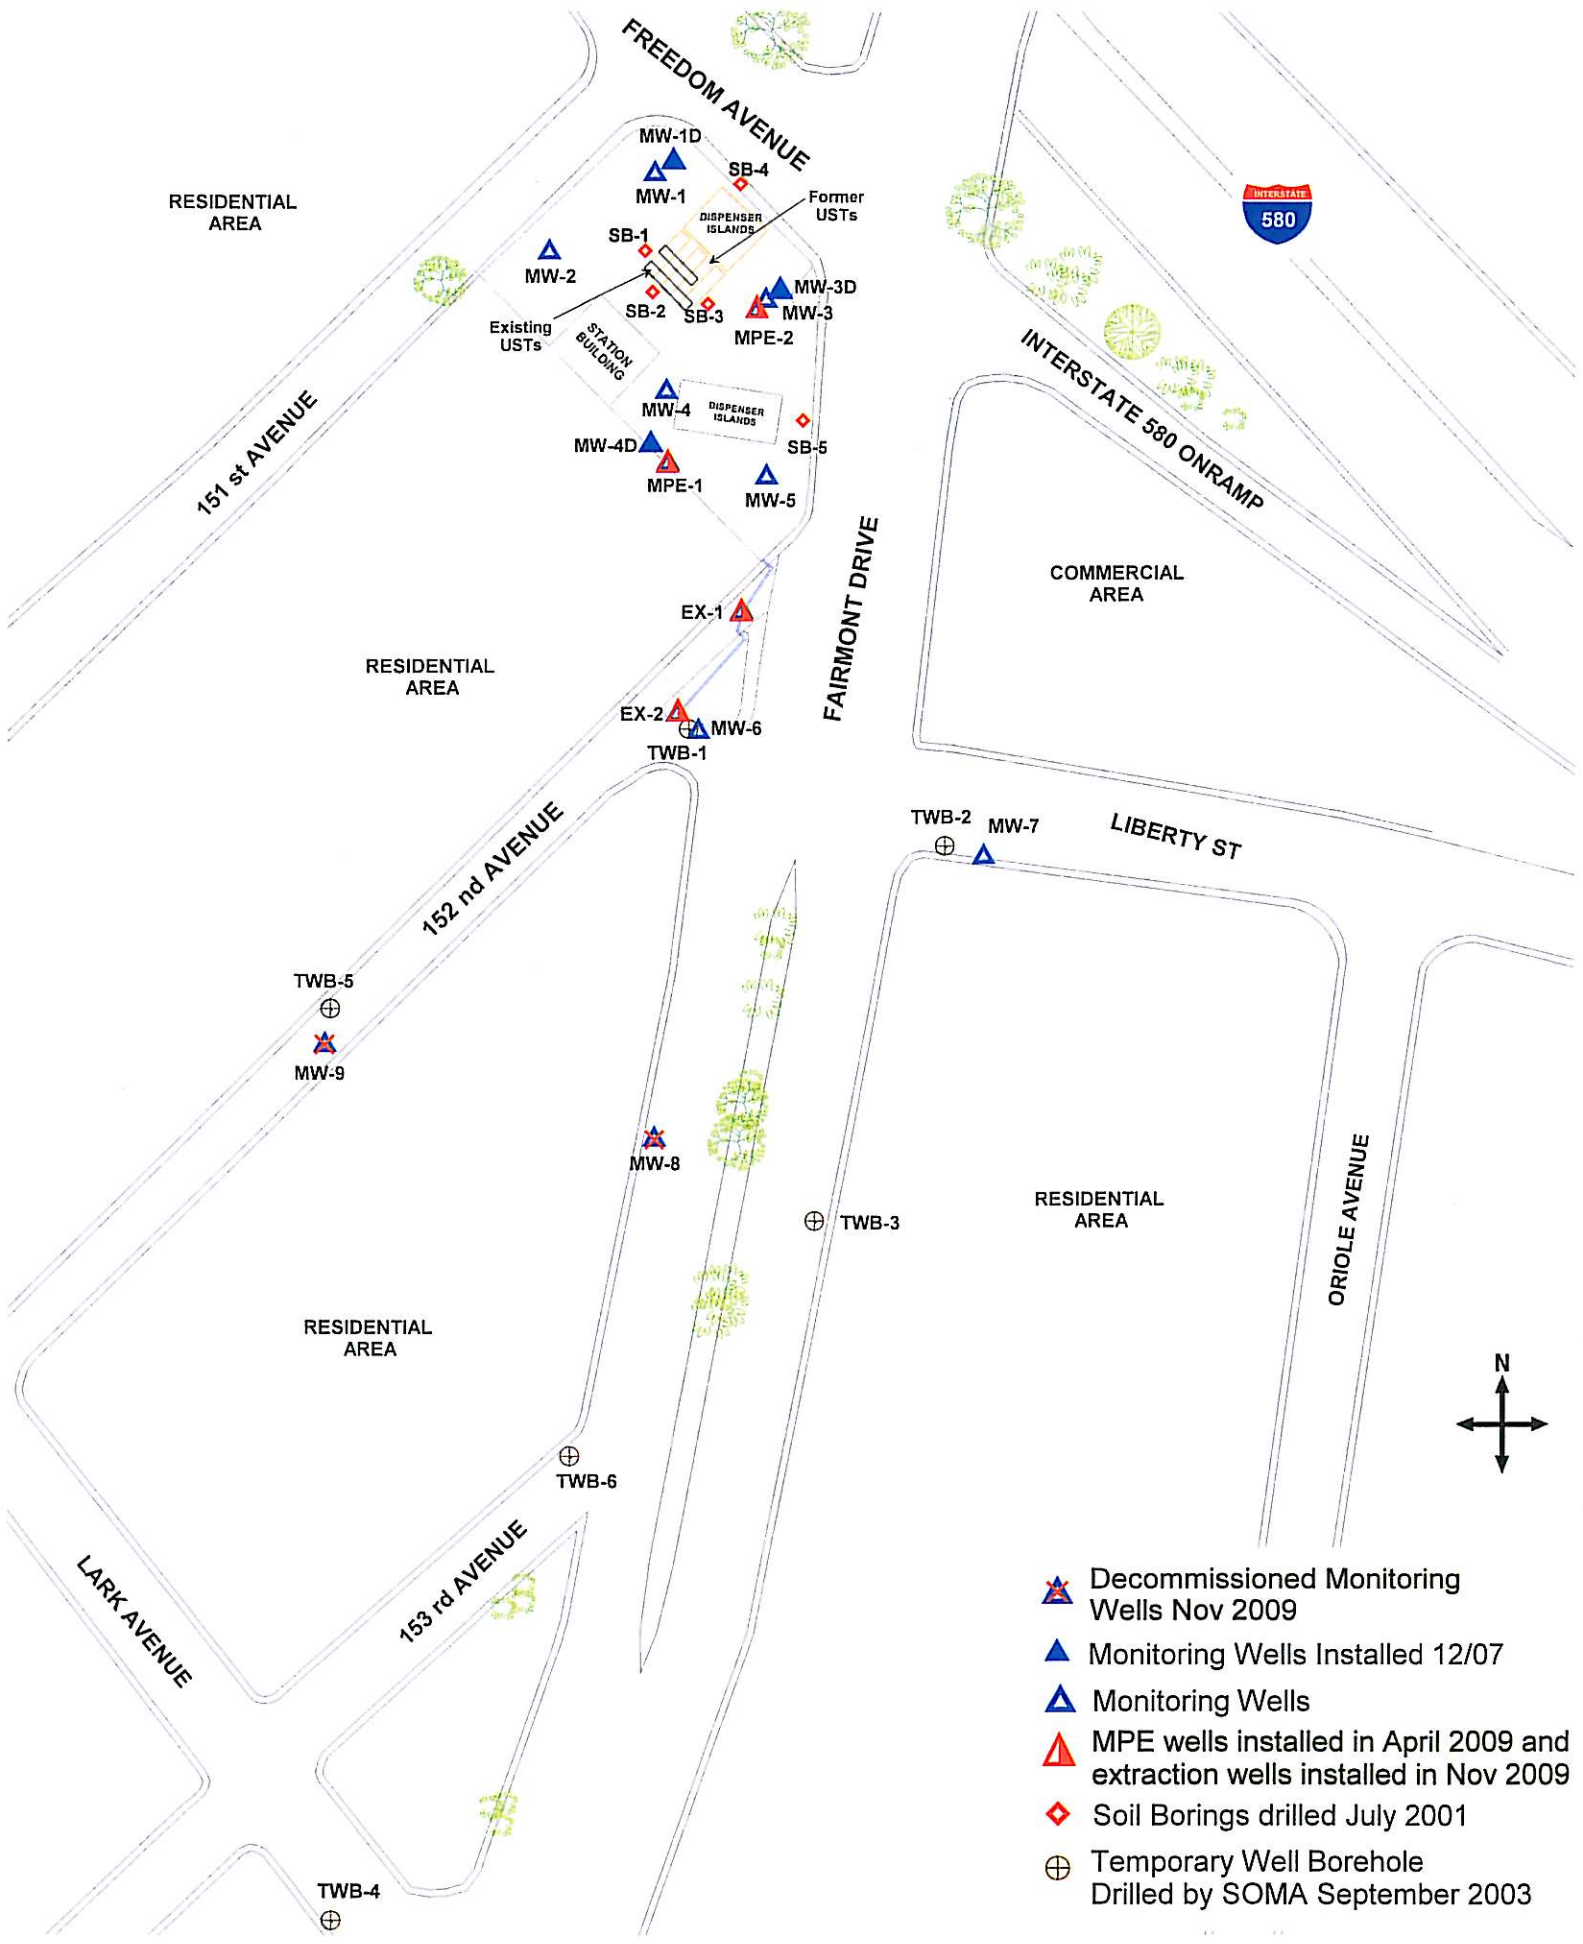 FREEDOM AVENUE
MW-1D
MW-1
SB-4
Former
USTs
DISPENSER
ISLANDS
RESIDENTIAL
AREA
INTERSTATE
580
SB-1
MW-2
SB-2
SB-3
MW-3D
MW-3
MPE-2
Existing
USTs
STATION
BUILDING
INTERSTATE 580 ONRAMP
MW-4
DISPENSER
ISLANDS
151 st AVENUE
MW-4D
SB-5
MPE-1
MW-5
COMMERCIAL
AREA
EX-1
FAIRMONT DRIVE
RESIDENTIAL
AREA
EX-2
MW-6
TWB-1
152 nd AVENUE
TWB-2
MW-7
LIBERTY ST
TWB-5
MW-9
MW-8
RESIDENTIAL
AREA
TWB-3
ORIOLE AVENUE
RESIDENTIAL
AREA
N
TWB-6
LARK AVENUE
153 rd AVENUE
TWB-4
Decommissioned Monitoring
Wells Nov 2009
Monitoring Wells Installed 12/07
Monitoring Wells
MPE wells installed in April 2009 and
extraction wells installed in Nov 2009
Soil Borings drilled July 2001
Temporary Well Borehole
Drilled by SOMA September 2003